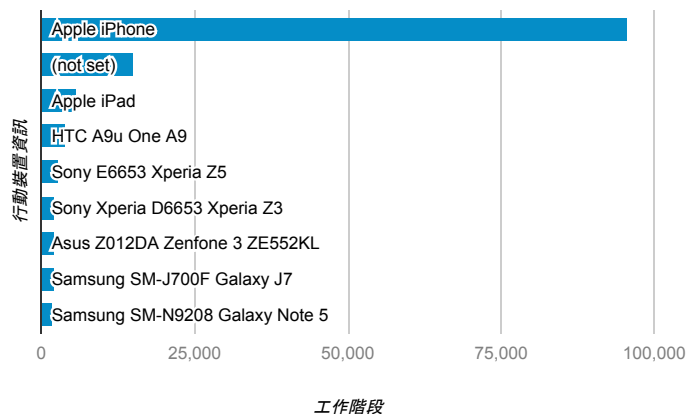 Apple iPhone
(not set)
Apple iPad
HTC A9u One A9
Sony E6653 Xperia Z5
Sony Xperia D6653 Xperia Z3
Asus Z012DA Zenfone 3 ZE552KL
Samsung SM-J700F Galaxy J7
Samsung SM-N9208 Galaxy Note 5
行動裝置資訊
0 25,000 50,000 75,000 100,000
工作階段